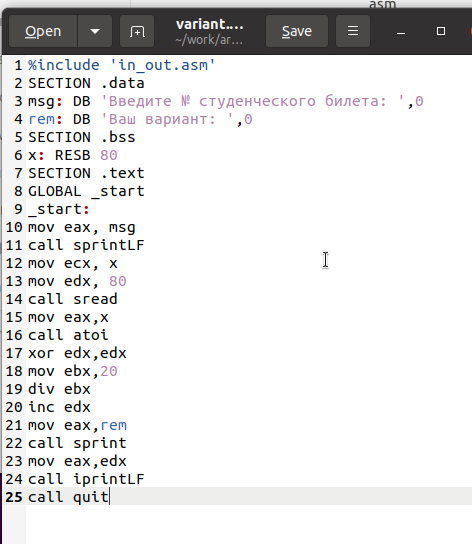 asm
Open
variant....
~/work/ar...
Save
1 %include 'in_out.asm'
2 SECTION .data
3 msg: DB 'Введите № студенческого билета: ',0
4 rem: DB 'Ваш вариант: ',0
5 SECTION .bss
6 x: RESB 80
7 SECTION .text
8 GLOBAL _start
9 _start:
10 mov eax, msg
11 call sprintLF
12 mov ecx, x
13 mov edx, 80
14 call sread
15 mov eax,x
16 call atoi
17 xor edx,edx
18 mov ebx,20
19 div ebx
20 inc edx
21 mov eax,rem
22 call sprint
23 mov eax,edx
24 call iprintLF
25 call quit